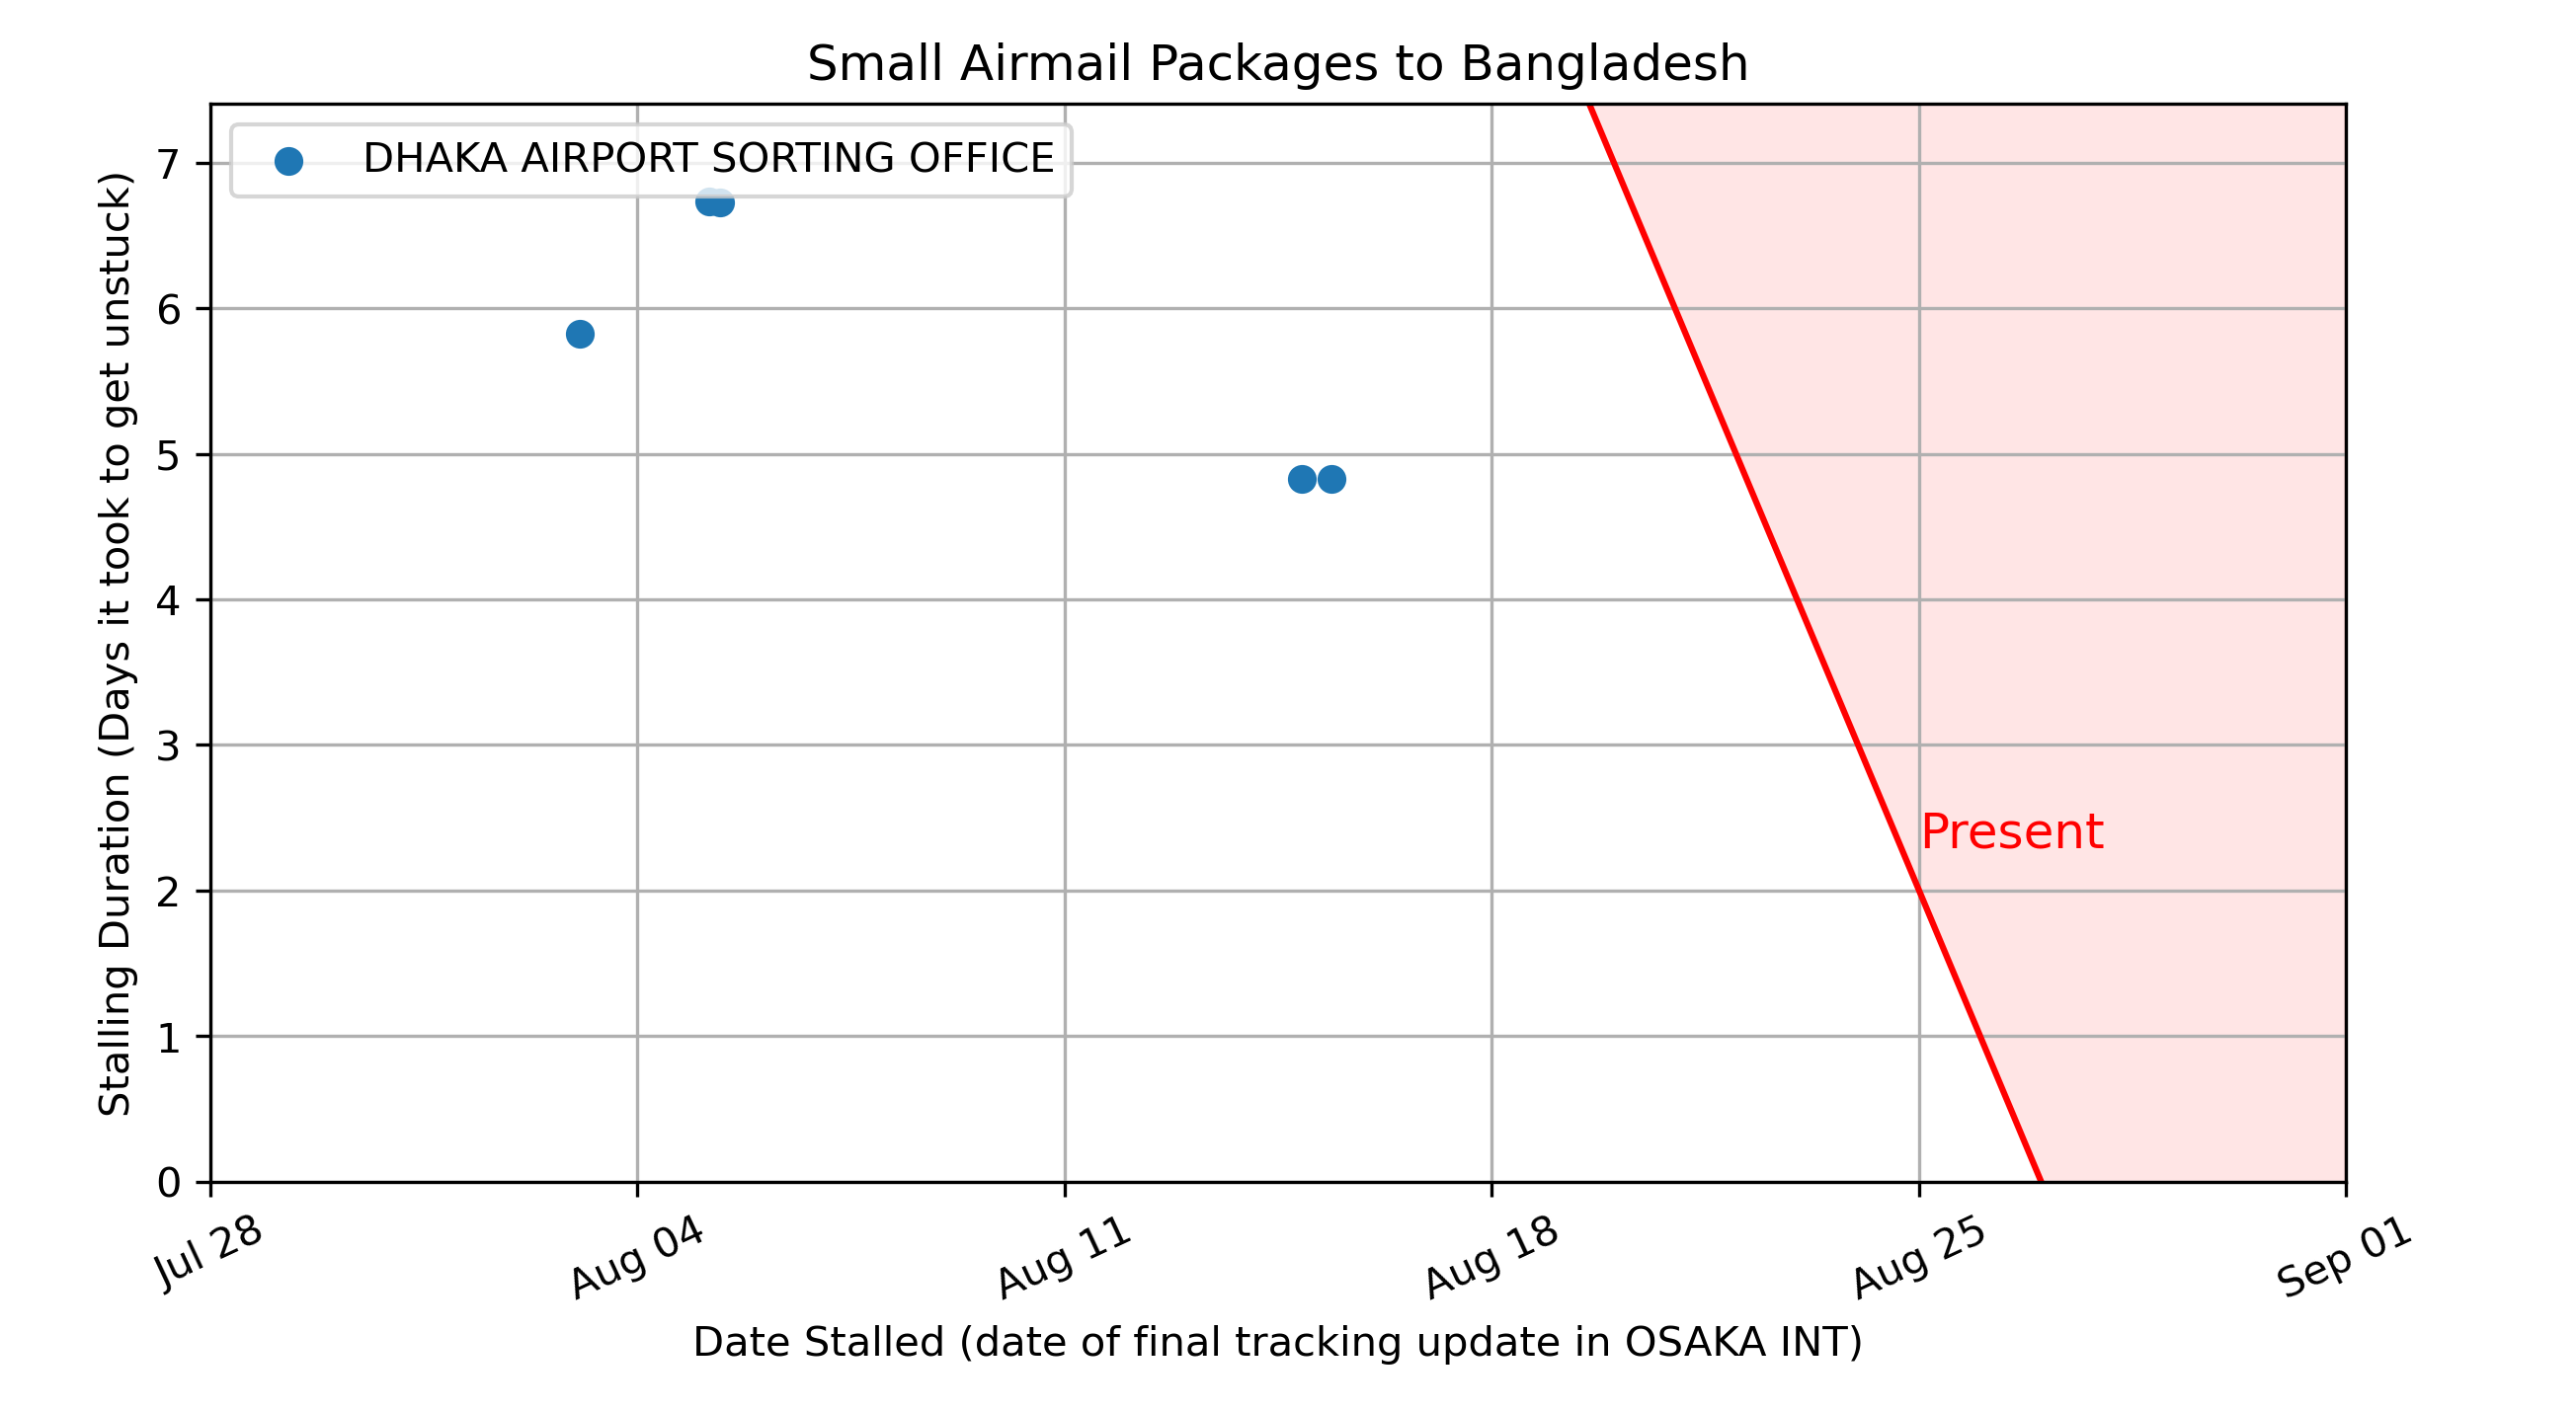 Small Airmail Packages to Bangladesh
DHAKA AIRPORT SORTING OFFICE
Stalling Duration (Days it took to get unstuck)
7
6
5
4
3
2
1
0
Present
Jul 28
Aug 04
Aug 11
Aug 18
Aug 25
Sep 01
Date Stalled (date of final tracking update in OSAKA INT)